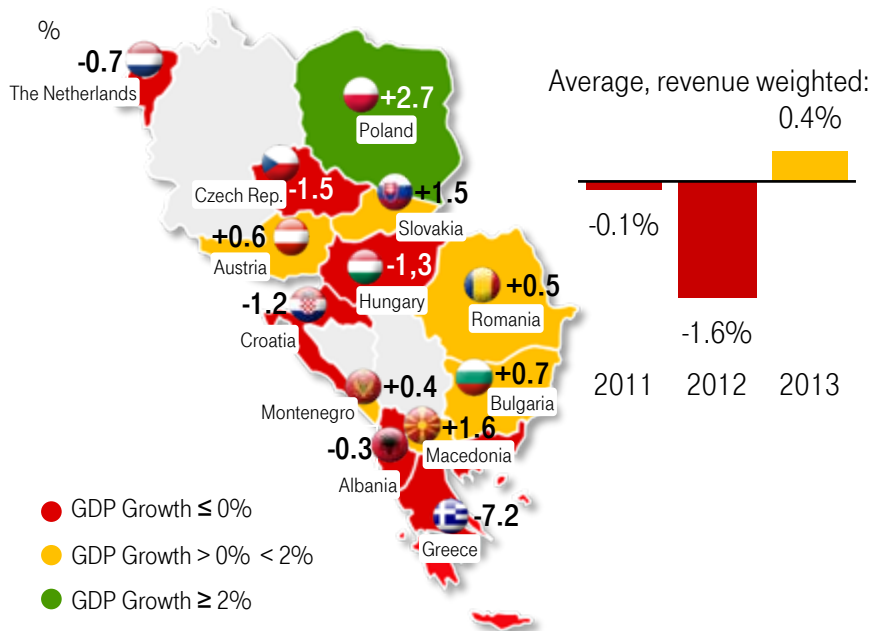 %
-0.7
The Netherlands
+2.7
Poland
Czech Rep.
-1.5
+1.5
Slovakia
+0.6
Austria
-1,3
Hungary
+0.5
Romania
-1.2
Croatia
+0.4
Montenegro
+0.7
Bulgaria
+1.6
Macedonia
-0.3
Albania
-7.2
Greece
GDP Growth ≤ 0%
GDP Growth > 0% < 2%
GDP Growth ≥ 2%
Average, revenue weighted:
0.4%
-0.1%
-1.6%
2011 2012 2013